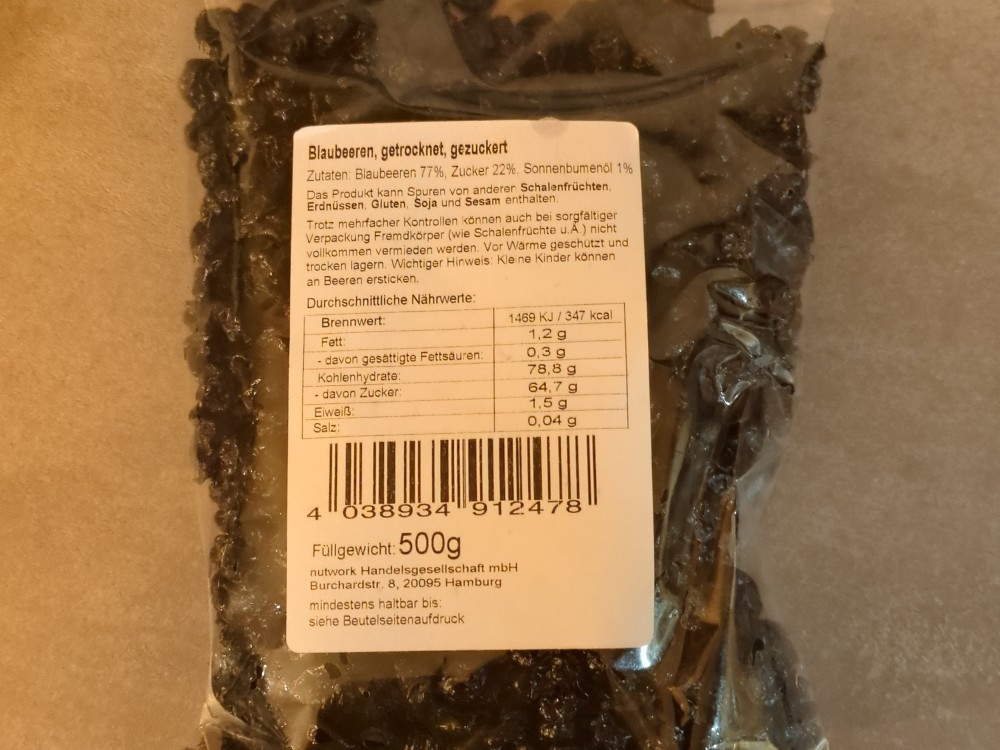 Blaubeeren, getrocknet, gezuckert
Zutaten: Blaubeeren 77%, Zucker 22%, Sonnenbumenöl 1%
Das Produkt kann Spuren von anderer Schalenfrüchten,
Erdnüssen, Gluten, Soja und Sesam enthalten.
Trotz mehrfacher Kontrollen können auch bei sorgfältiger
Verpackung Fremdkörper (wie Schalenfrüchte u.Ä.) nicht
vollkommen vermieden werden. Vor Wärme geschützt und
trocken lagern. Wichtiger Hinweis: Kleine Kinder können
an Beeren ersticken.
Durchschnittliche Nährwerte:
Brennwert: 1469 KJ / 347 kcal
Fett: 1,2 g
- davon gesättigte Fettsäuren: 0,3 g
Kohlenhydrate: 78,8 g
- davon Zucker: 64,7 g
Eiweiß: 1,5 g
Salz: 0,04 g
4 038934 912478
Füllgewicht: 500g
nutwork Handelsgesellschaft mbH
Burchardstr. 8, 20095 Hamburg
mindestens haltbar bis:
siehe Beutelseitenaufdruck